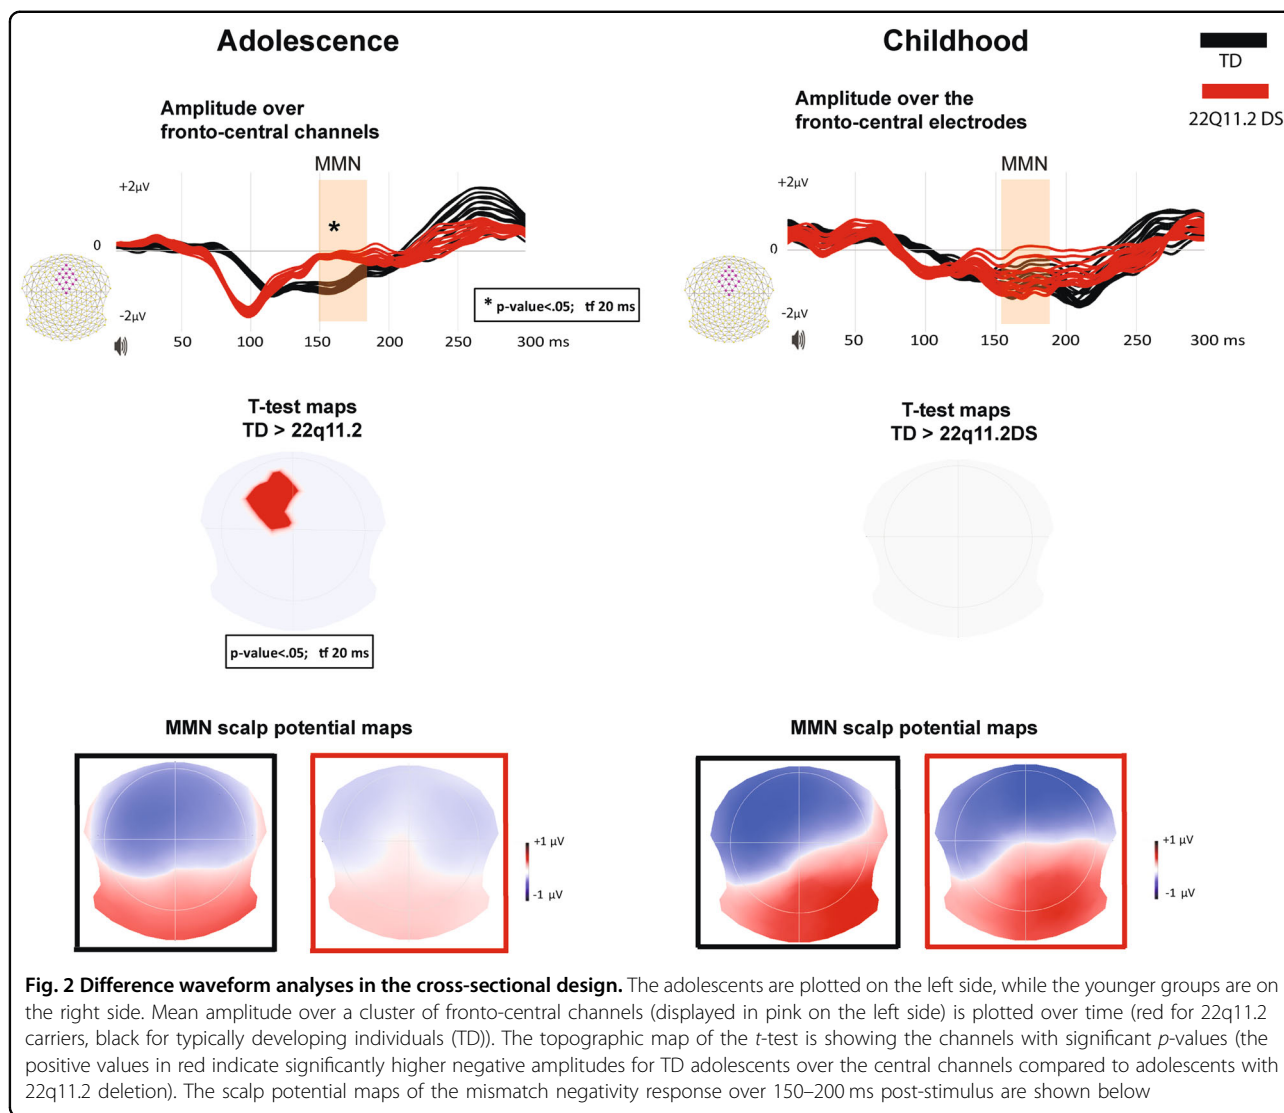 Adolescence
Childhood
TD
22Q11.2 DS
Amplitude over
fronto-central channels
MMN
+2µV
0
-2µV
*
* p-value<.05; tf 20 ms
50 100 150 200 250 300 ms
Amplitude over the
fronto-central electrodes
MMN
+2µV
0
-2µV
50 100 150 200 250 300 ms
T-test maps
TD > 22q11.2
p-value<.05; tf 20 ms
T-test maps
TD > 22q11.2DS
MMN scalp potential maps
+1 µV
-1 µV
MMN scalp potential maps
+1 µV
-1 µV
Fig. 2 Difference waveform analyses in the cross-sectional design. The adolescents are plotted on the left side, while the younger groups are on
the right side. Mean amplitude over a cluster of fronto-central channels (displayed in pink on the left side) is plotted over time (red for 22q11.2
carriers, black for typically developing individuals (TD)). The topographic map of the t-test is showing the channels with significant p-values (the
positive values in red indicate significantly higher negative amplitudes for TD adolescents over the central channels compared to adolescents with
22q11.2 deletion). The scalp potential maps of the mismatch negativity response over 150–200 ms post-stimulus are shown below